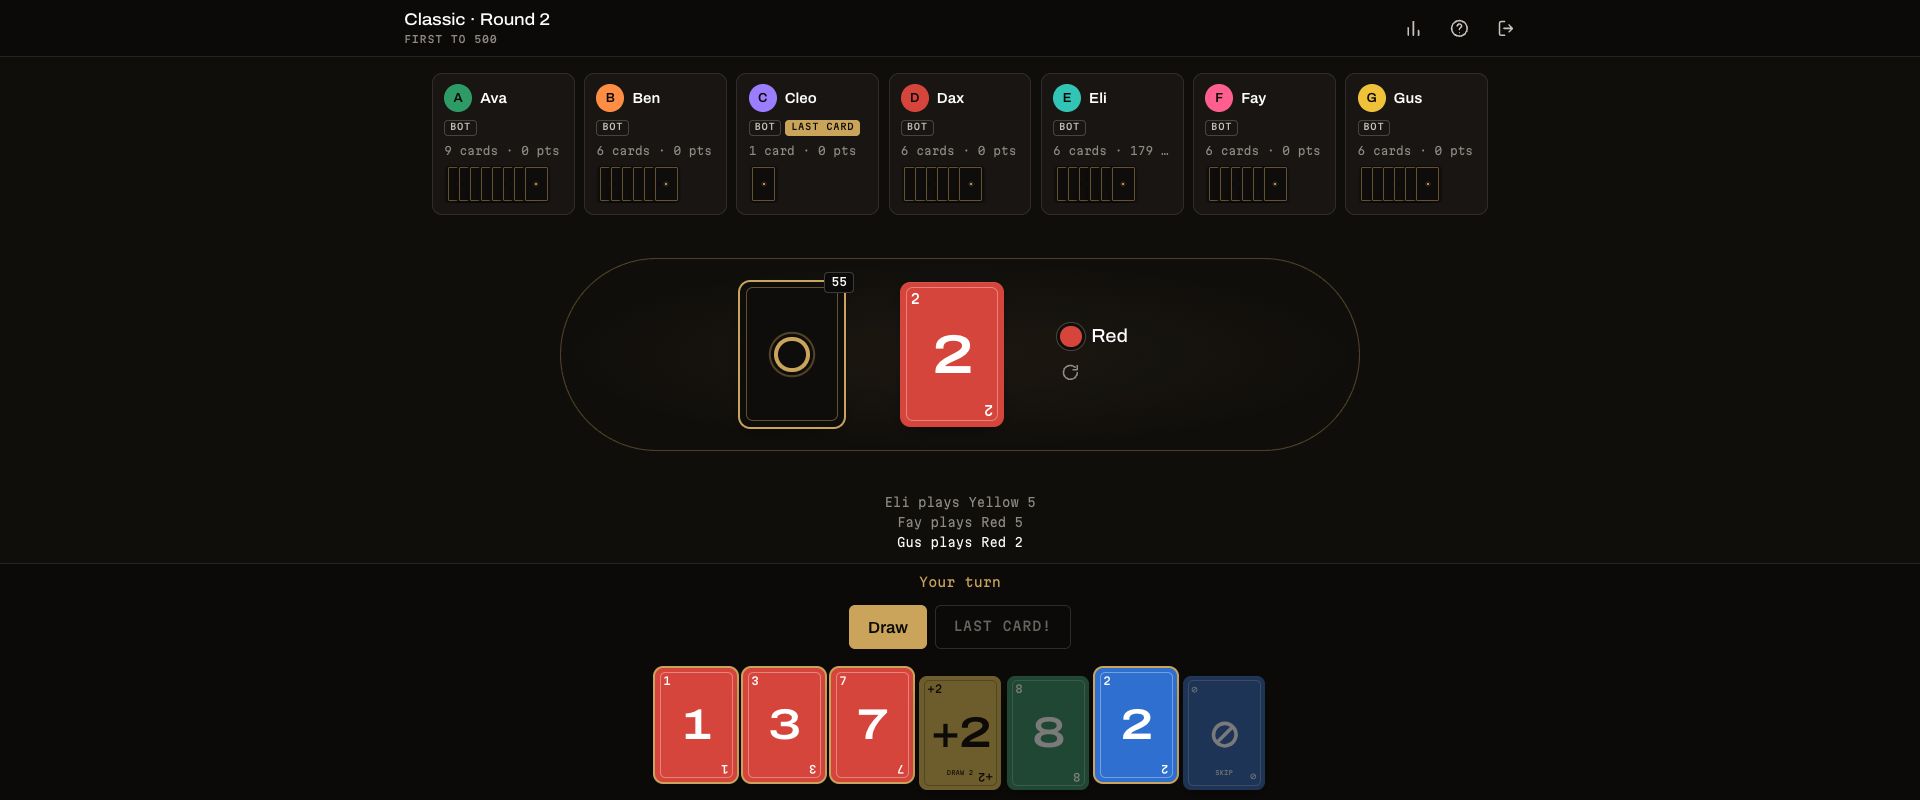 Classic · Round 2
FIRST TO 500
A Ava
BOT
9 cards · 0 pts
B Ben
BOT
6 cards · 0 pts
C Cleo
BOT LAST CARD
1 card · 0 pts
D Dax
BOT
6 cards · 0 pts
E Eli
BOT
6 cards · 179 …
F Fay
BOT
6 cards · 0 pts
G Gus
BOT
6 cards · 0 pts
55
2
2
2
Red
Eli plays Yellow 5
Fay plays Red 5
Gus plays Red 2
Your turn
Draw
LAST CARD!
1
1
1
3
3
3
7
7
7
+2
+2
DRAW 2
+2
8
8
8
2
2
2
SKIP